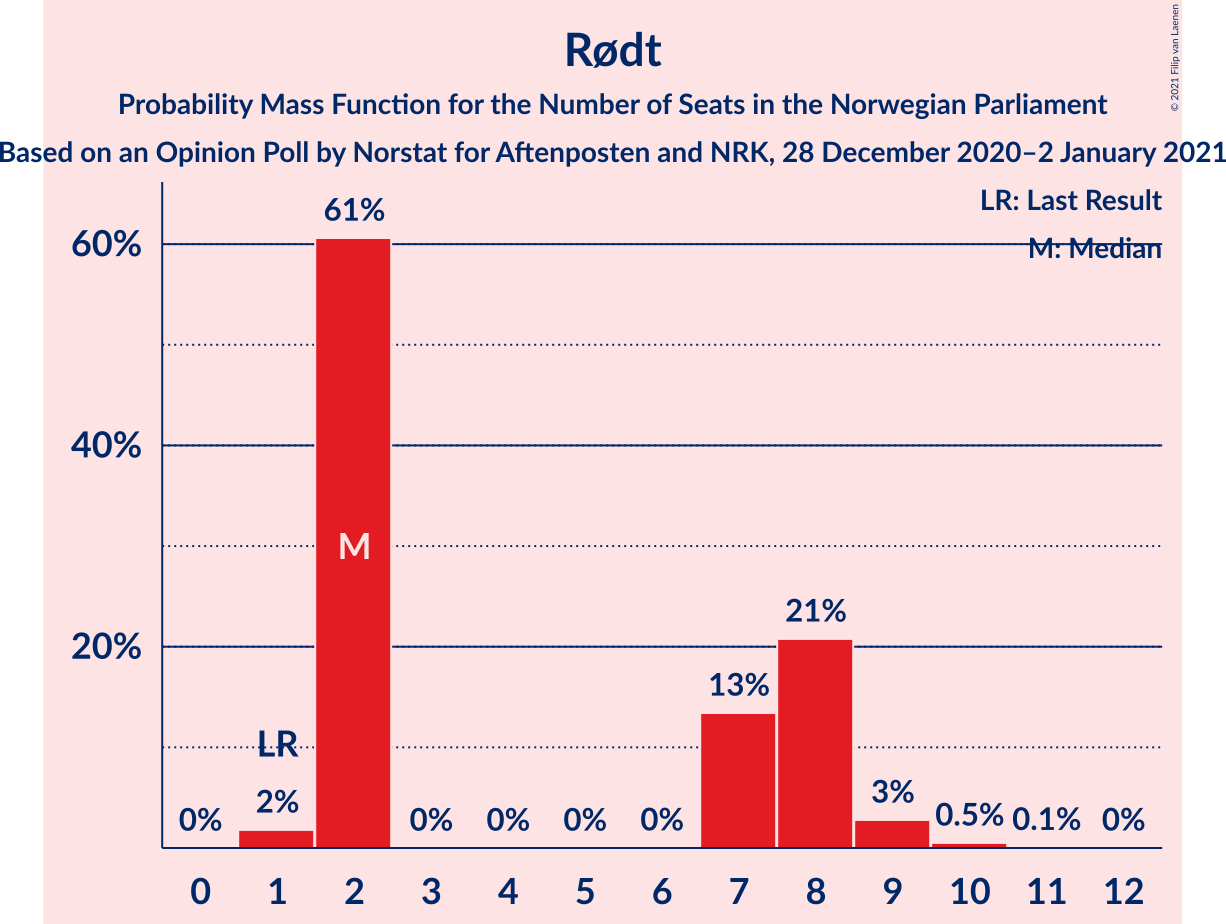 Rødt
Probability Mass Function for the Number of Seats in the Norwegian Parliament
Based on an Opinion Poll by Norstat for Aftenposten and NRK, 28 December 2020–2 January 2021
© 2021 Filip van Laenen
LR: Last Result
M: Median
60%
40%
20%
0%
LR
2%
61%
M
0%
0%
0%
0%
13%
21%
3%
0.5%
0.1%
0%
0 1 2 3 4 5 6 7 8 9 10 11 12